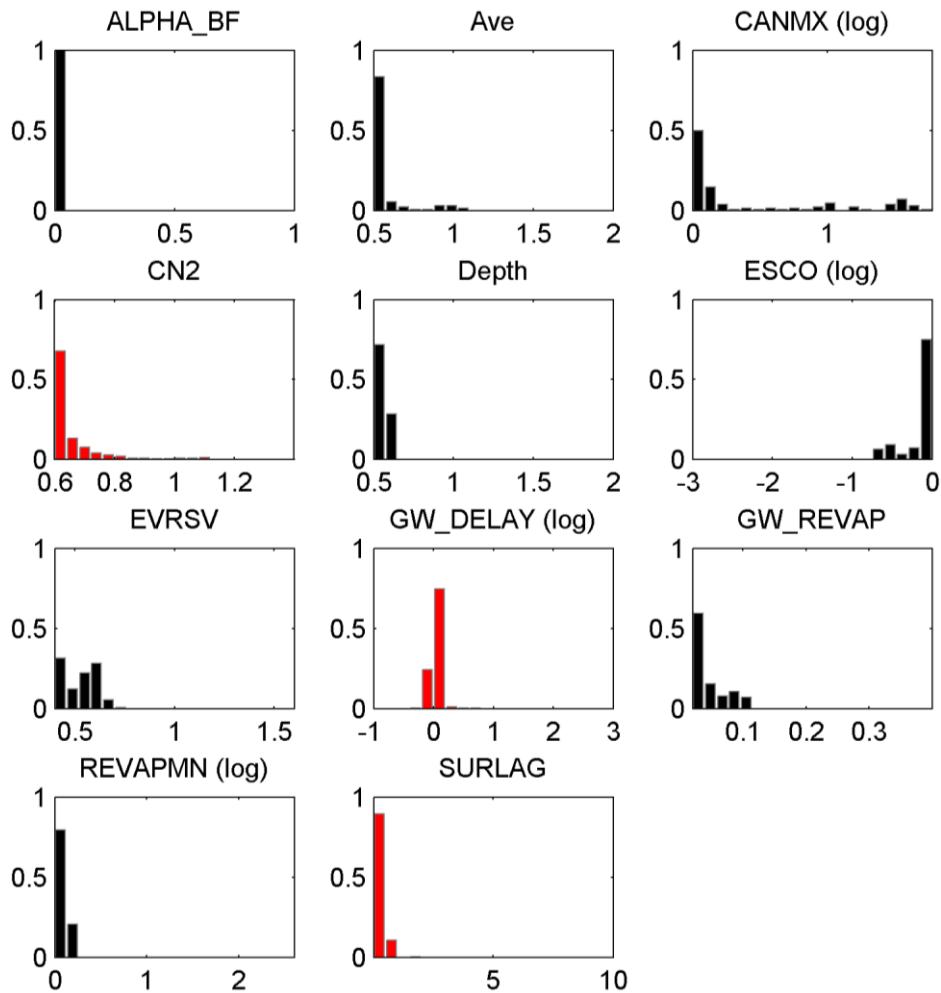 ALPHA_BF Ave CANMX (log)
1 1 1
0.5 0.5 0.5
0 0 0
0 0.5 1 0.5 1 1.5 2 0 1
CN2 Depth ESCO (log)
1 1 1
0.5 0.5 0.5
0 0 0
0.6 0.8 1 1.2 0.5 1 1.5 2 -3 -2 -1 0
EVRSV GW_DELAY (log) GW_REVAP
1 1 1
0.5 0.5 0.5
0 0 0
0.5 1 1.5 -1 0 1 2 3 0.1 0.2 0.3
REVAPMN (log) SURLAG
1 1
0.5 0.5
0 0
0 1 2 5 10